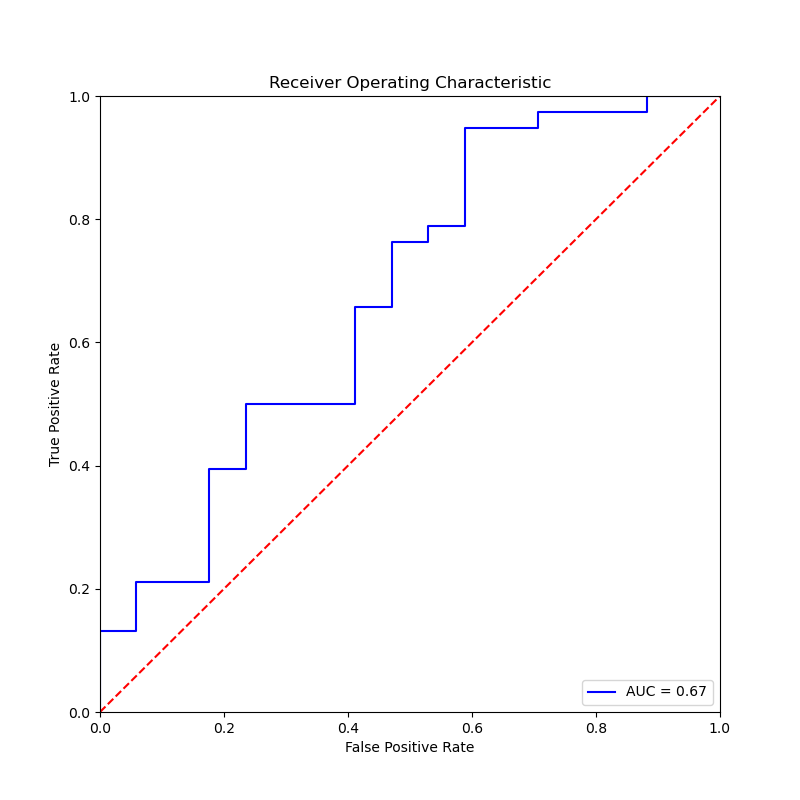 Receiver Operating Characteristic
1.0
0.8
0.6
0.4
0.2
0.0
True Positive Rate
AUC = 0.67
0.0 0.2 0.4 0.6 0.8 1.0
False Positive Rate